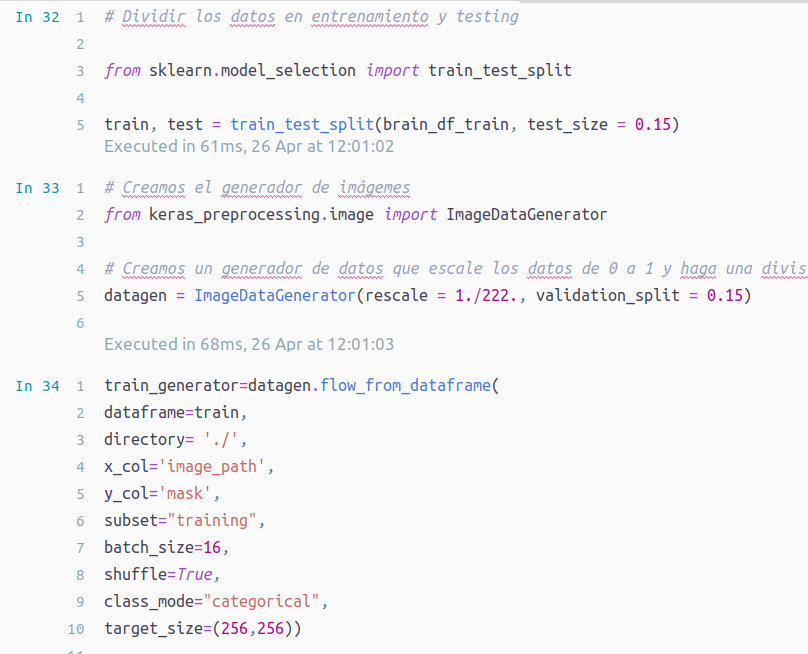 In 32 1 # Dividir los datos en entrenamiento y testing
2
3 from sklearn.model_selection import train_test_split
4
5 train, test = train_test_split(brain_df_train, test_size = 0.15)
Executed in 61ms, 26 Apr at 12:01:02
In 33 1 # Creamos el generador de imágemes
2 from keras_preprocessing.image import ImageDataGenerator
3
4 # Creamos un generador de datos que escale los datos de 0 a 1 y haga una divis
5 datagen = ImageDataGenerator(rescale = 1./222., validation_split = 0.15)
6
Executed in 68ms, 26 Apr at 12:01:03
In 34 1 train_generator=datagen.flow_from_dataframe(
2 dataframe=train,
3 directory= './',
4 x_col='image_path',
5 y_col='mask',
6 subset="training",
7 batch_size=16,
8 shuffle=True,
9 class_mode="categorical",
10 target_size=(256,256))